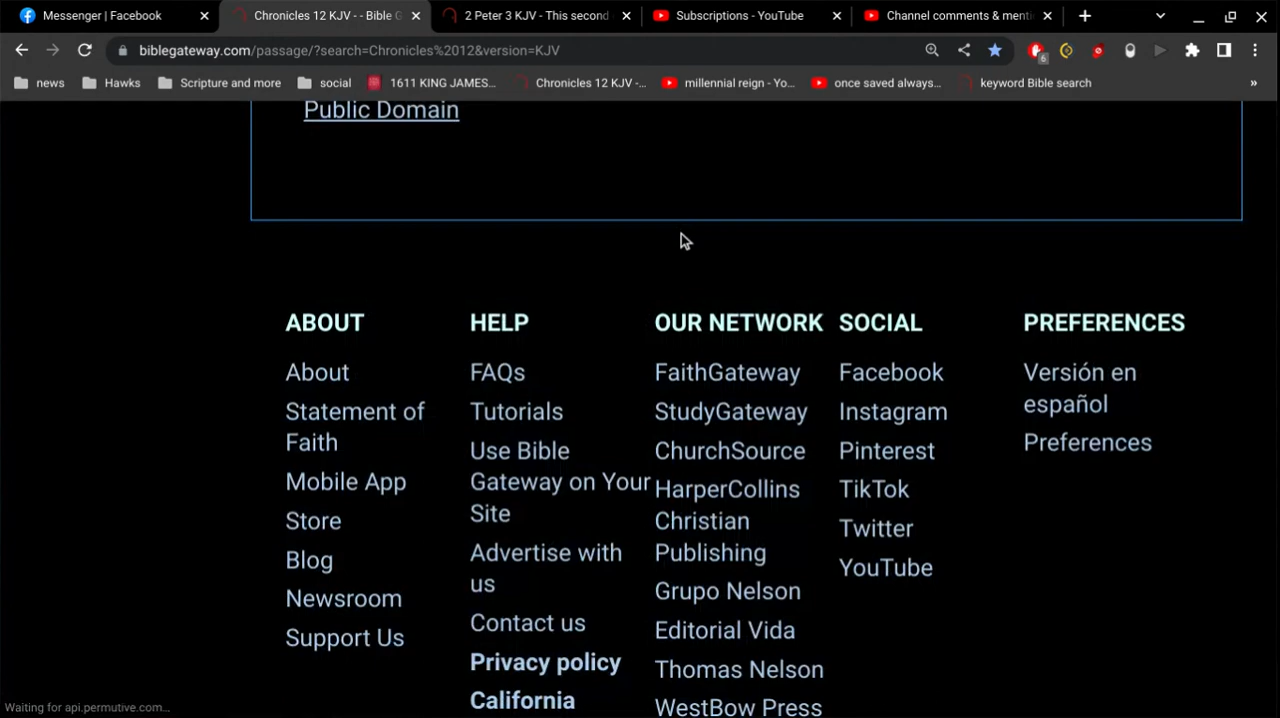 Messenger | Facebook
Chronicles 12 KJV - - Bible G
2 Peter 3 KJV - This second
Subscriptions - YouTube
Channel comments & menti
biblegateway.com/passage/?search=Chronicles%2012&version=KJV
6
news
Hawks
Scripture and more
social
1611 KING JAMES...
Chronicles 12 KJV -...
millennial reign - Yo...
once saved always...
keyword Bible search
»
Public Domain
ABOUT
About
Statement of
Faith
Mobile App
Store
Blog
Newsroom
Support Us
HELP
FAQs
Tutorials
Use Bible
Gateway on Your
Site
Advertise with
us
Contact us
Privacy policy
California
OUR NETWORK
FaithGateway
StudyGateway
ChurchSource
HarperCollins
Christian
Publishing
Grupo Nelson
Editorial Vida
Thomas Nelson
WestBow Press
SOCIAL
Facebook
Instagram
Pinterest
TikTok
Twitter
YouTube
PREFERENCES
Versión en
español
Preferences
Waiting for api.permutive.com...